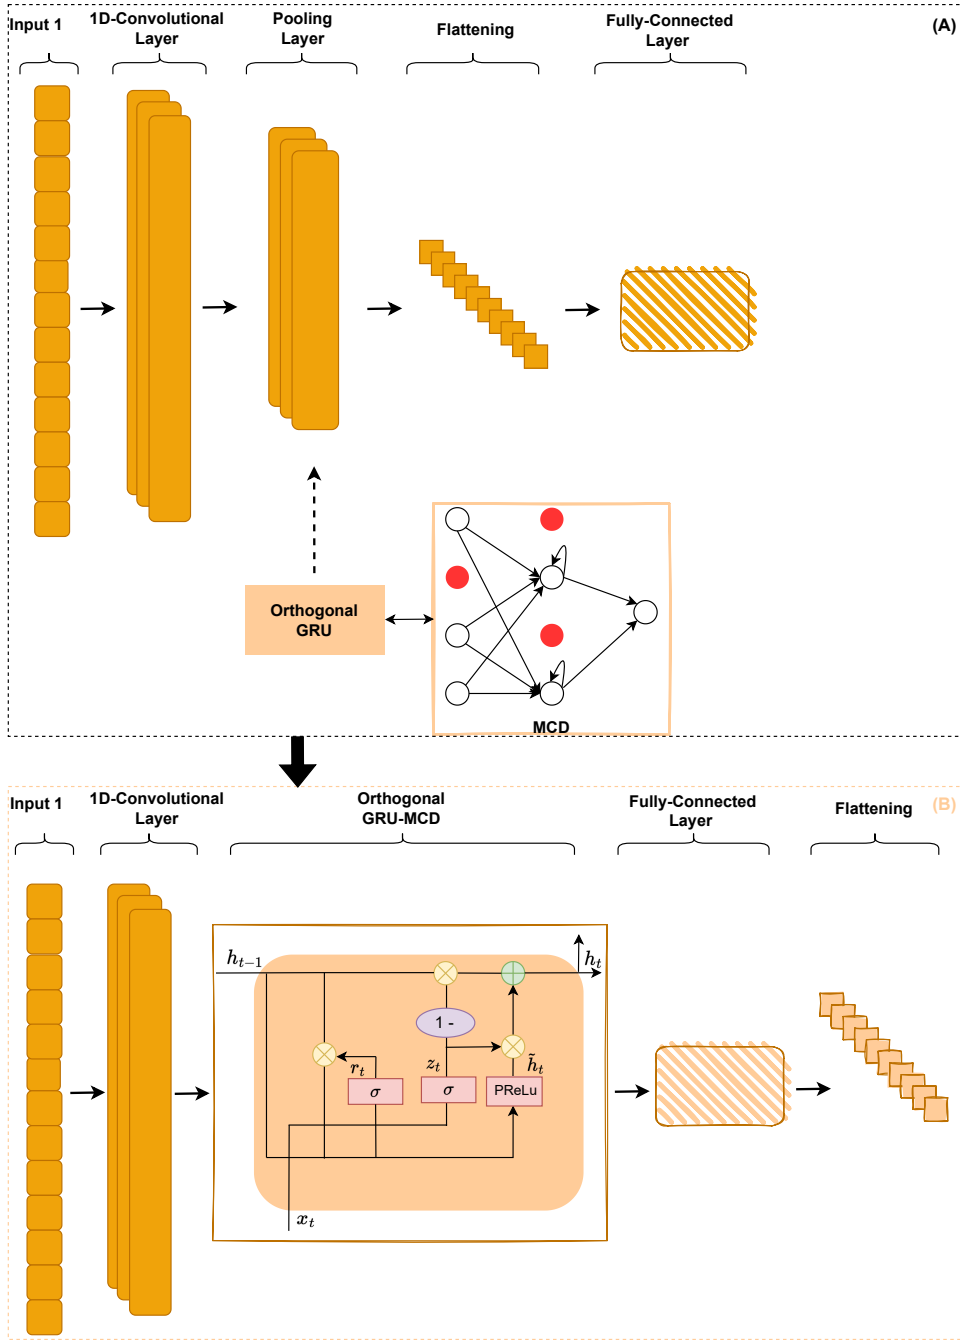 Input 1
1D-Convolutional
Layer
Pooling
Layer
Flattening
Fully-Connected
Layer
(A)
Orthogonal
GRU
MCD
Input 1
1D-Convolutional
Layer
Orthogonal
GRU-MCD
Fully-Connected
Layer
Flattening
(B)
h_{t-1}
h_t
1 -
r_t
z_t
\tilde{h}_t
σ
σ
PReLu
x_t